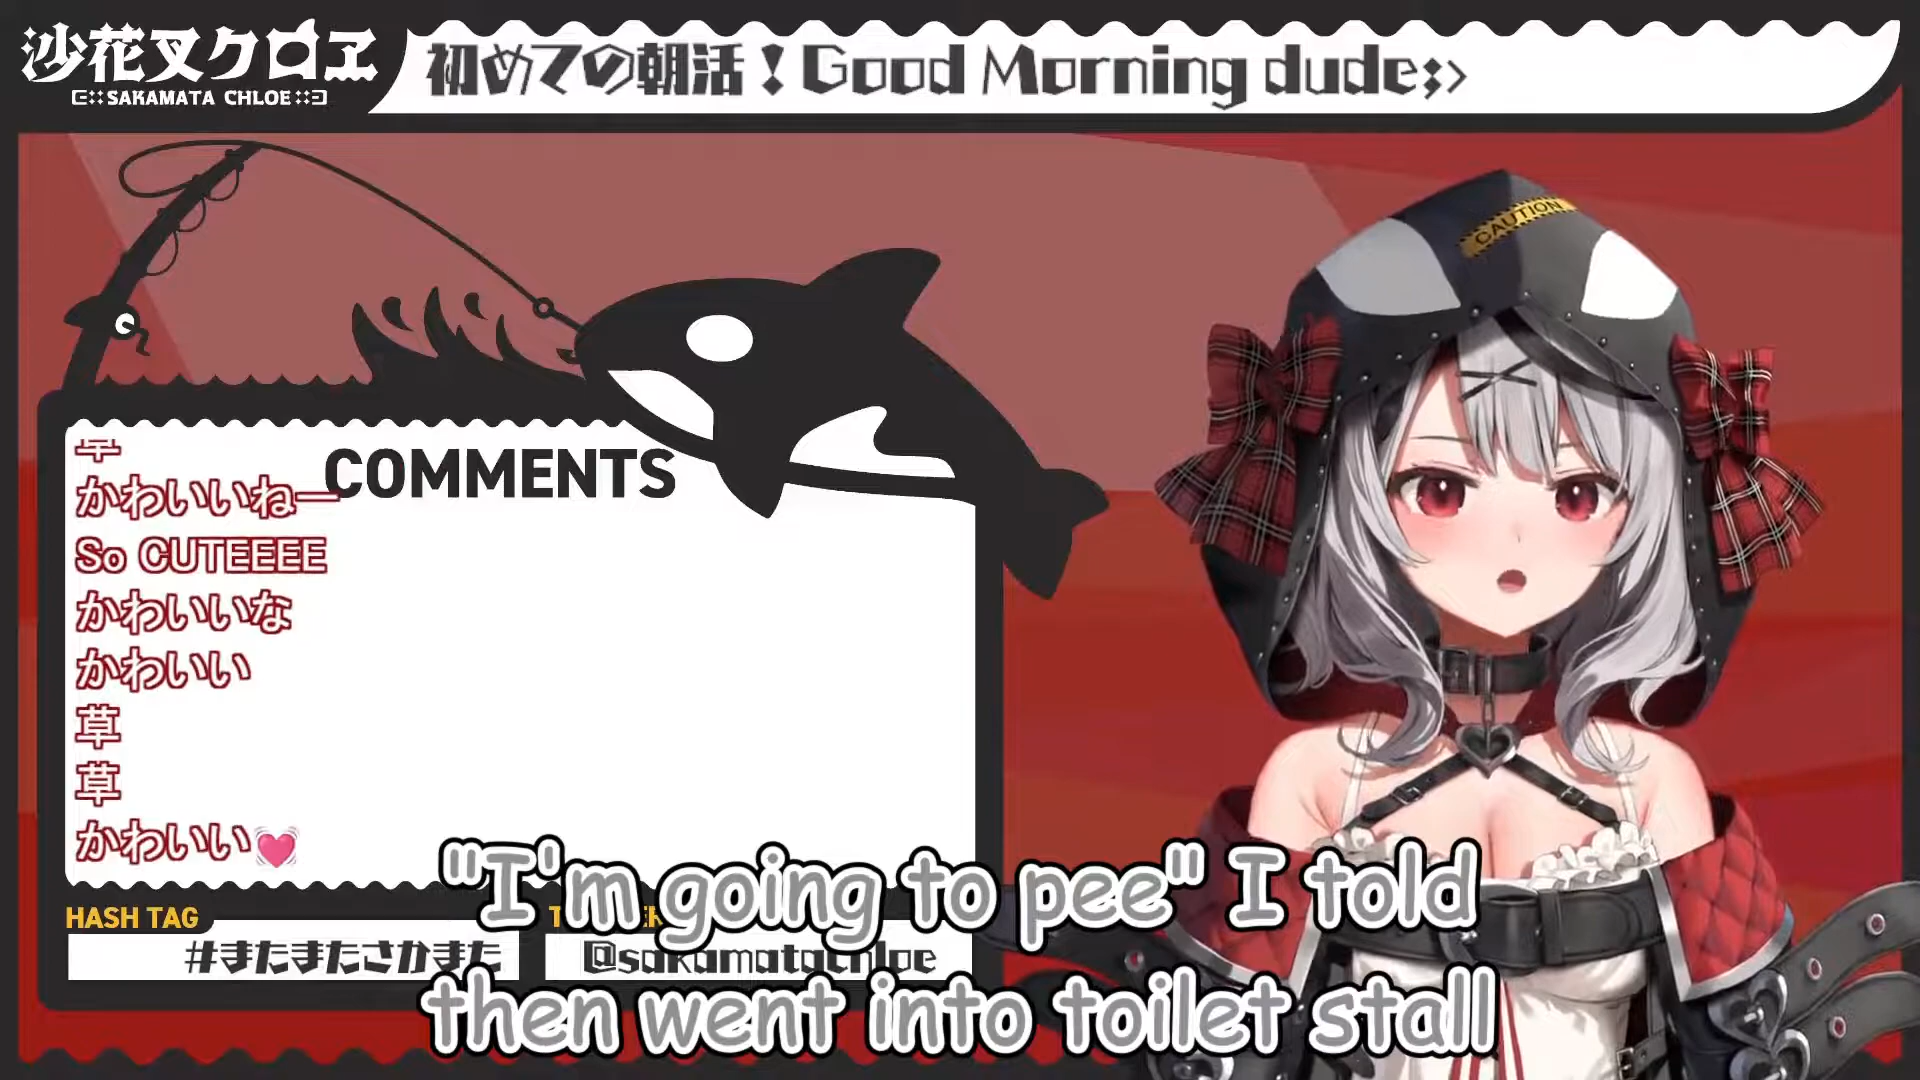 沙花叉クロヱ
SAKAMATA CHLOE
初めての朝活！Good Morning dude;>
CAUTION
COMMENTS
かわいいねー
So CUTEEEE
かわいいな
かわいい
草
草
かわいい💓
HASH TAG
#またまたさかまた
@sakamatachloe
"I'm going to pee" I told
then went into toilet stall